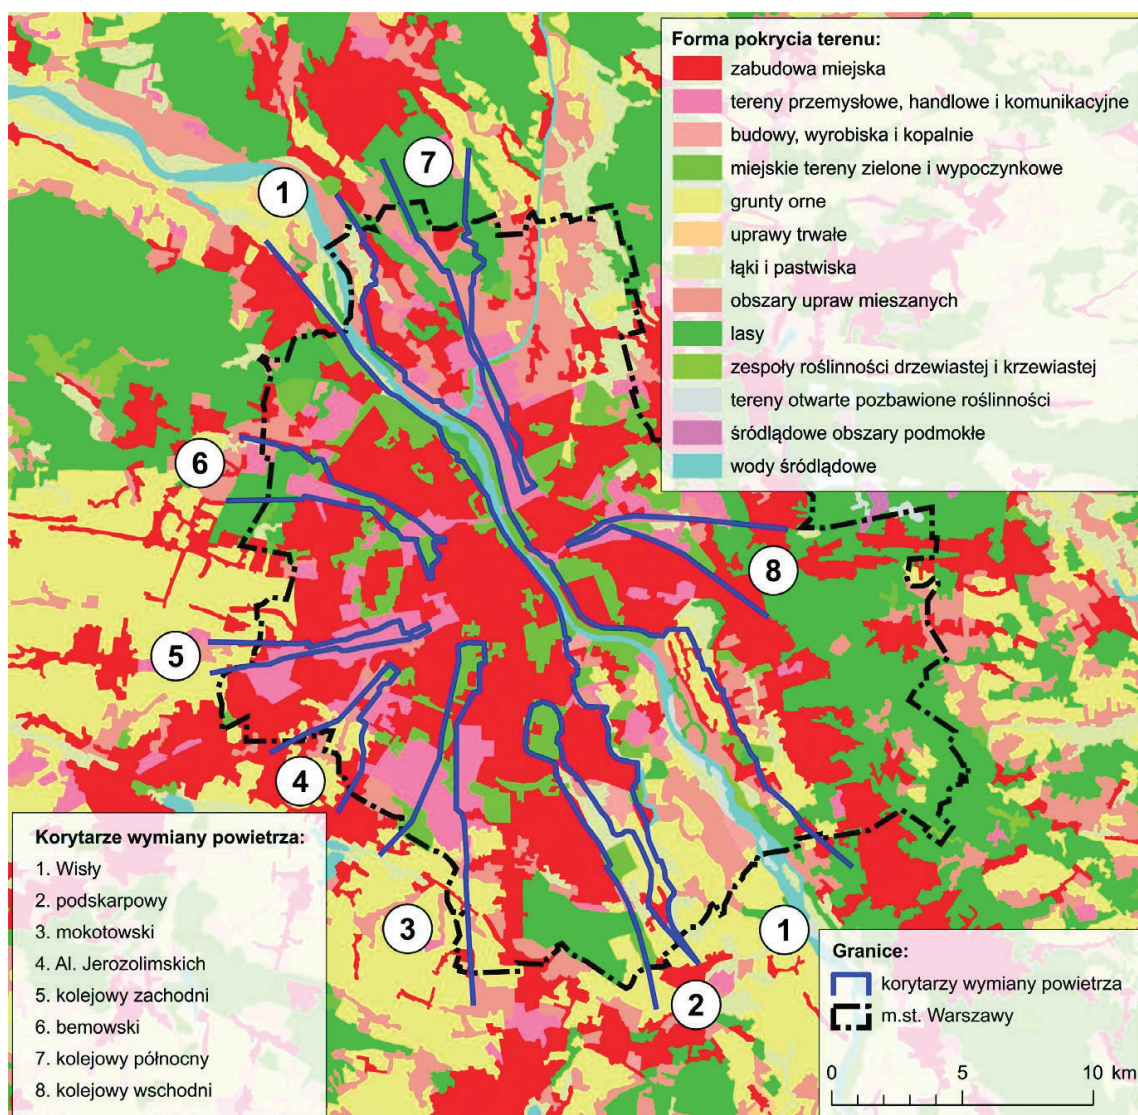 Forma pokrycia terenu:
zabudowa miejska
tereny przemysłowe, handlowe i komunikacyjne
budowy, wyrobiska i kopalnie
miejskie tereny zielone i wypoczynkowe
grunty orne
uprawy trwałe
łąki i pastwiska
obszary upraw mieszanych
lasy
zespoły roślinności drzewiastej i krzewiastej
tereny otwarte pozbawione roślinności
śródlądowe obszary podmokłe
wody śródlądowe
7
1
6
8
5
4
3
1
2
Korytarze wymiany powietrza:
1. Wisły
2. podskarpowy
3. mokotowski
4. Al. Jerozolimskich
5. kolejowy zachodni
6. bemowski
7. kolejowy północny
8. kolejowy wschodni
Granice:
korytarzy wymiany powietrza
m.st. Warszawy
0 5 10 km